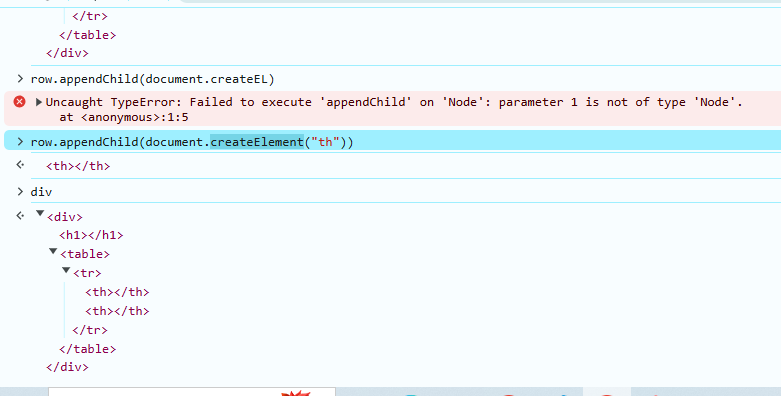 </tr>
</table>
</div>
row.appendChild(document.createEL)
Uncaught TypeError: Failed to execute 'appendChild' on 'Node': parameter 1 is not of type 'Node'.
at <anonymous>:1:5
row.appendChild(document.createElement("th"))
<th></th>
div
<div>
<h1></h1>
<table>
<tr>
<th></th>
<th></th>
</tr>
</table>
</div>